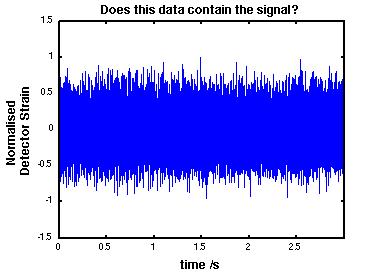 Does this data contain the signal?
1.5
1
0.5
0
-0.5
-1
-1.5
Normalised
Detector Strain
0 0.5 1 1.5 2 2.5
time /s